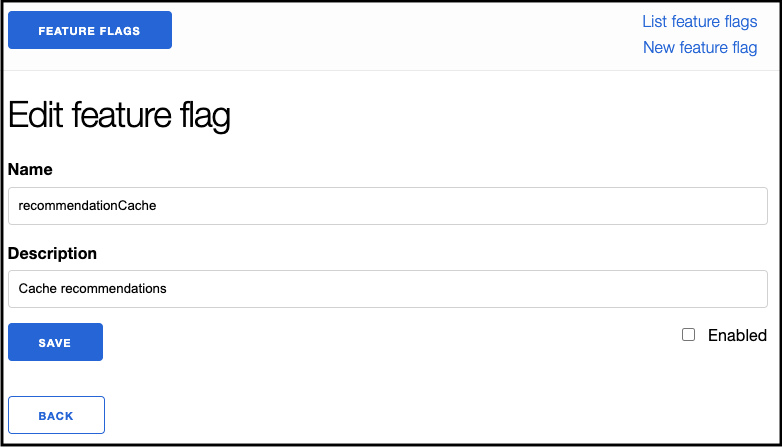 FEATURE FLAGS
List feature flags
New feature flag
Edit feature flag
Name
recommendationCache
Description
Cache recommendations
SAVE
Enabled
BACK